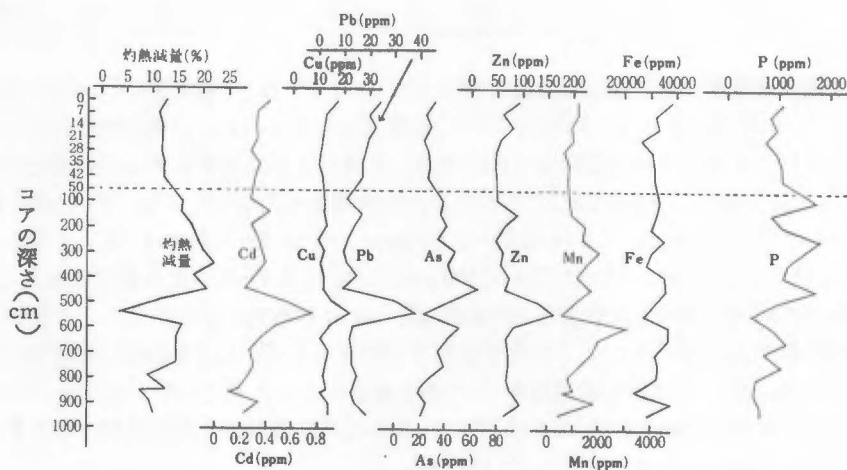 Pb(ppm)
0 10 20 30 40
灼熱減量(%) Cu(ppm) Zn(ppm) Fe(ppm) P (ppm)
5 10 15 20 25 0 10 20 30 0 50 100 150 200 20000 40000 0 1000 2000
0
7
14
21
28
35
42
50
100
200
300
400
500
600
700
800
900
1000
コアの深さ(cm)
灼熱
減量
Cd Cu Pb As Zn Mn Fe P
0 0.2 0.4 0.6 0.8 0 20 40 60 80 0 2000 4000
Cd(ppm) As(ppm) Mn(ppm)